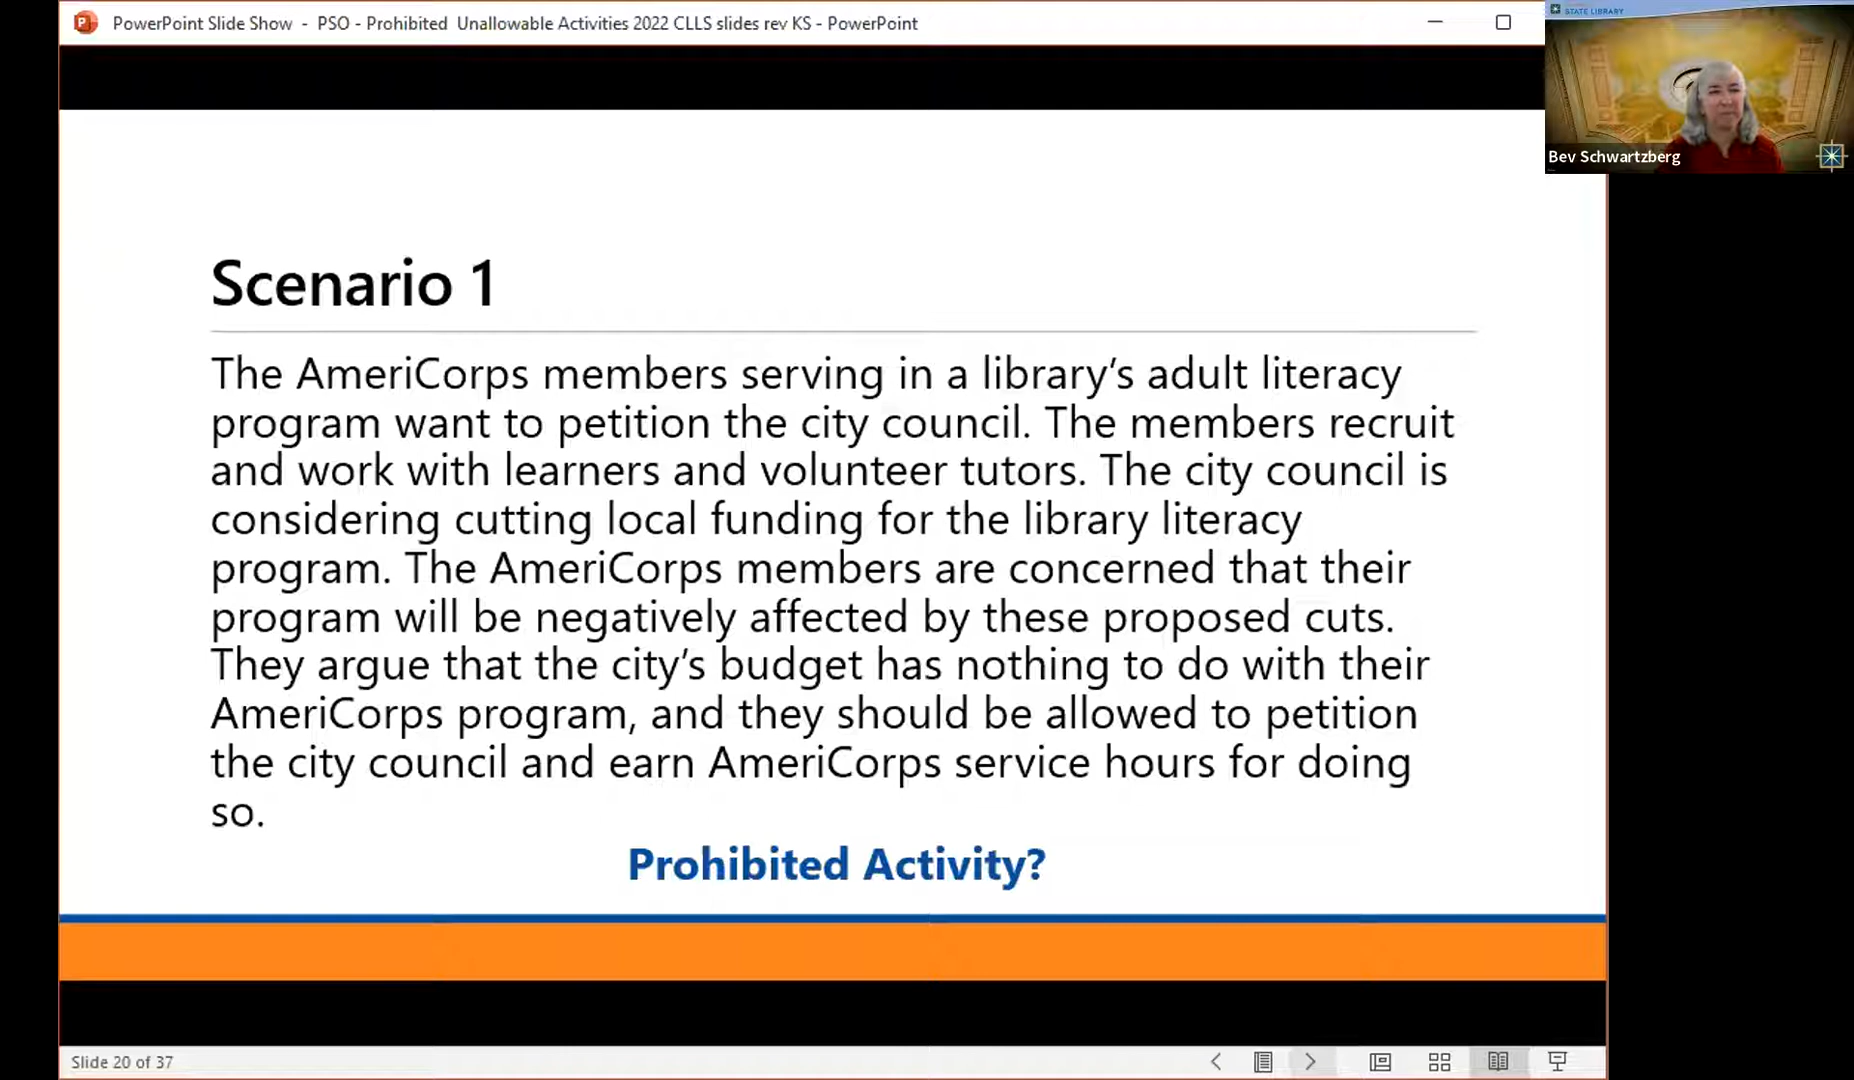 PowerPoint Slide Show - PSO - Prohibited Unallowable Activities 2022 CLLS slides rev KS - PowerPoint
STATE LIBRARY
Bev Schwartzberg
Scenario 1
The AmeriCorps members serving in a library’s adult literacy
program want to petition the city council. The members recruit
and work with learners and volunteer tutors. The city council is
considering cutting local funding for the library literacy
program. The AmeriCorps members are concerned that their
program will be negatively affected by these proposed cuts.
They argue that the city’s budget has nothing to do with their
AmeriCorps program, and they should be allowed to petition
the city council and earn AmeriCorps service hours for doing
so.
Prohibited Activity?
Slide 20 of 37